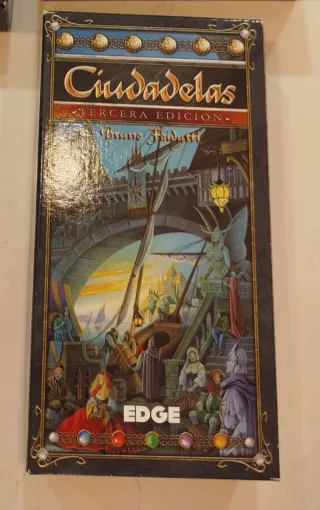 Ciudadelas
TERCERA EDICIÓN
Bruno Faidutti
EDGE